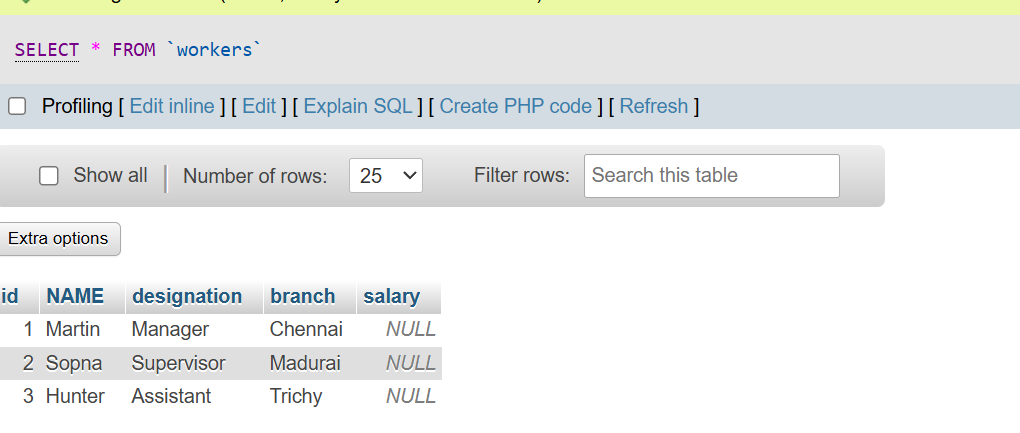 SELECT * FROM `workers`
Profiling [ Edit inline ] [ Edit ] [ Explain SQL ] [ Create PHP code ] [ Refresh ]
Show all | Number of rows: 25 Filter rows: Search this table
Extra options
id NAME designation branch salary
1 Martin Manager Chennai NULL
2 Sopna Supervisor Madurai NULL
3 Hunter Assistant Trichy NULL